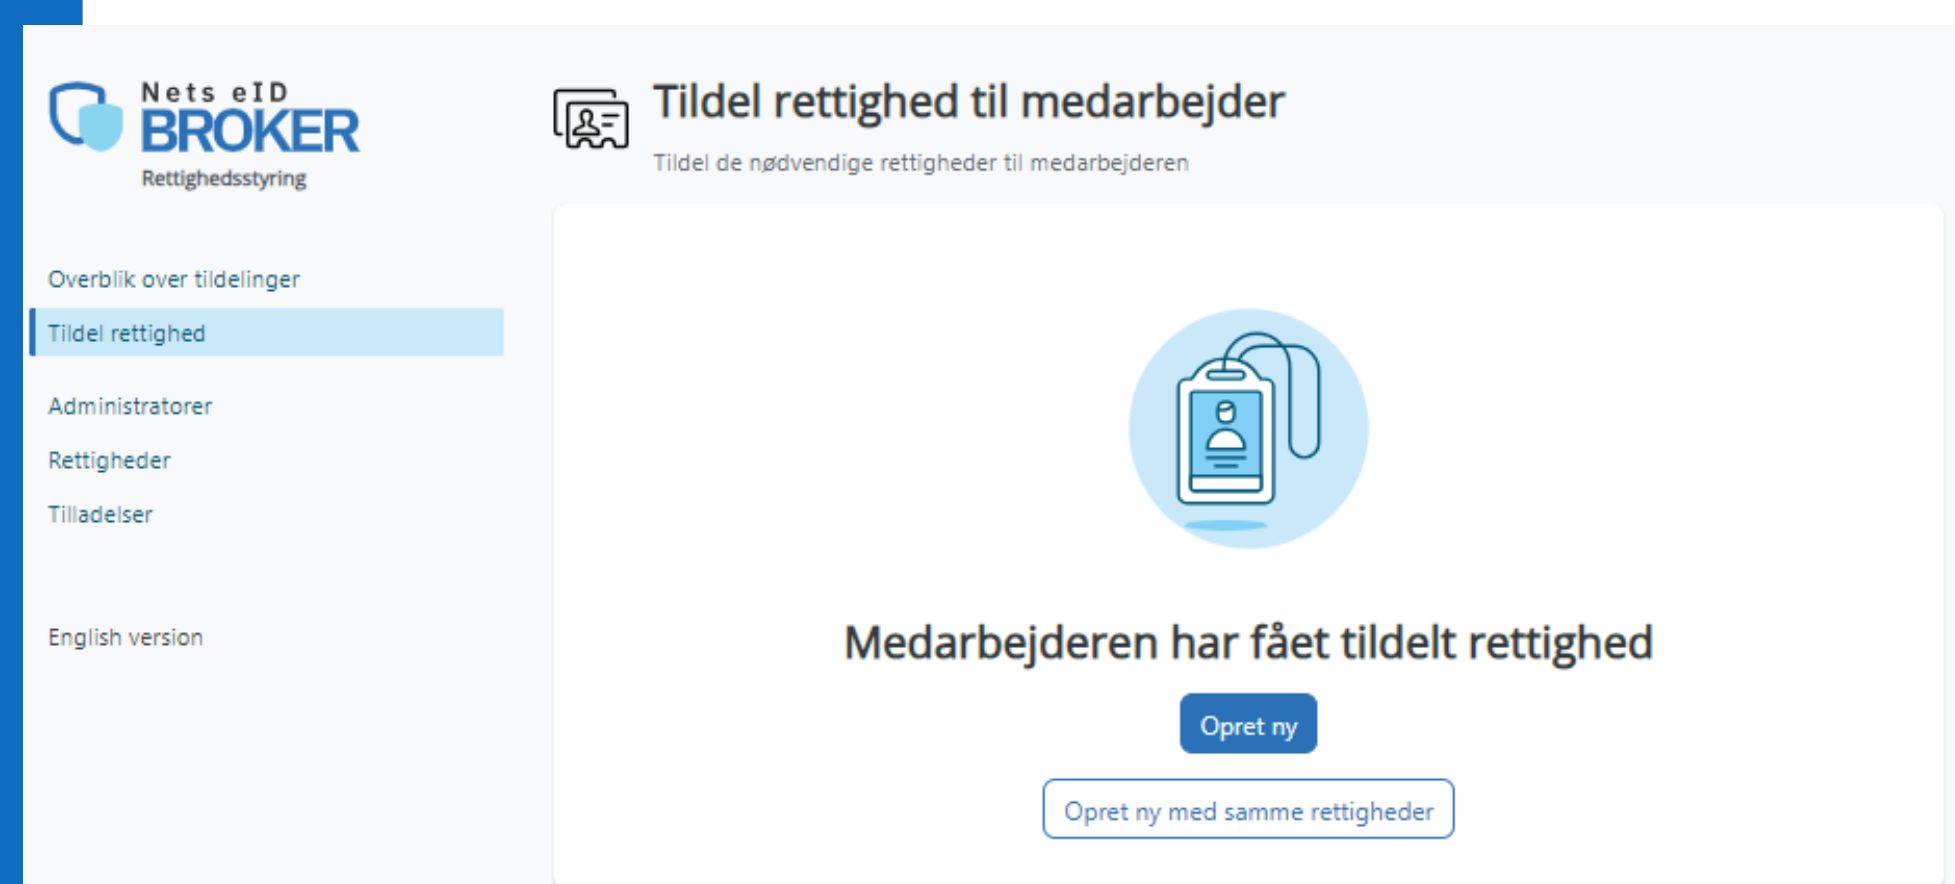 Nets eID
BROKER
Rettighedsstyring
Overblik over tildelinger
Tildel rettighed
Administratorer
Rettigheder
Tilladelser
English version
Tildel rettighed til medarbejder
Tildel de nødvendige rettigheder til medarbejderen
Medarbejderen har fået tildelt rettighed
Opret ny
Opret ny med samme rettigheder